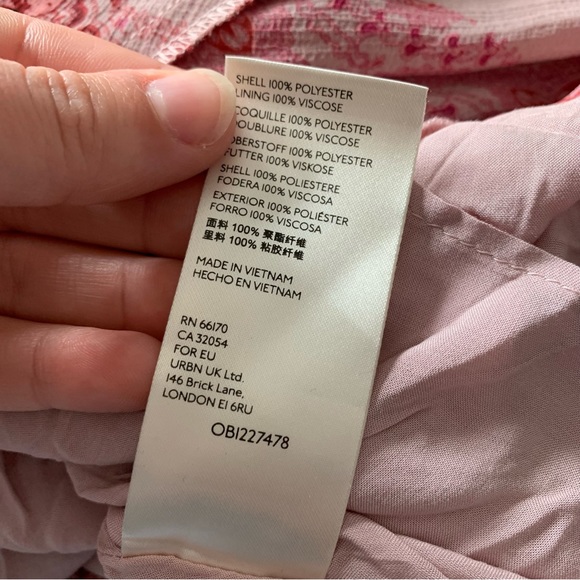 SHELL 100% POLYESTER
LINING 100% VISCOSE
COQUILLE 100% POLYESTER
DOUBLURE 100% VISCOSE
OBERSTOFF 100% POLYESTER
FUTTER 100% VISKOSE
SHELL 100% POLIESTERE
FODERA 100% VISCOSA
EXTERIOR 100% POLIÉSTER
FORRO 100% VISCOSA
面料 100% 聚酯纤维
里料 100% 粘胶纤维
MADE IN VIETNAM
HECHO EN VIETNAM
RN 66170
CA 32054
FOR EU
URBN UK Ltd.
146 Brick Lane,
LONDON E1 6RU
OB1227478